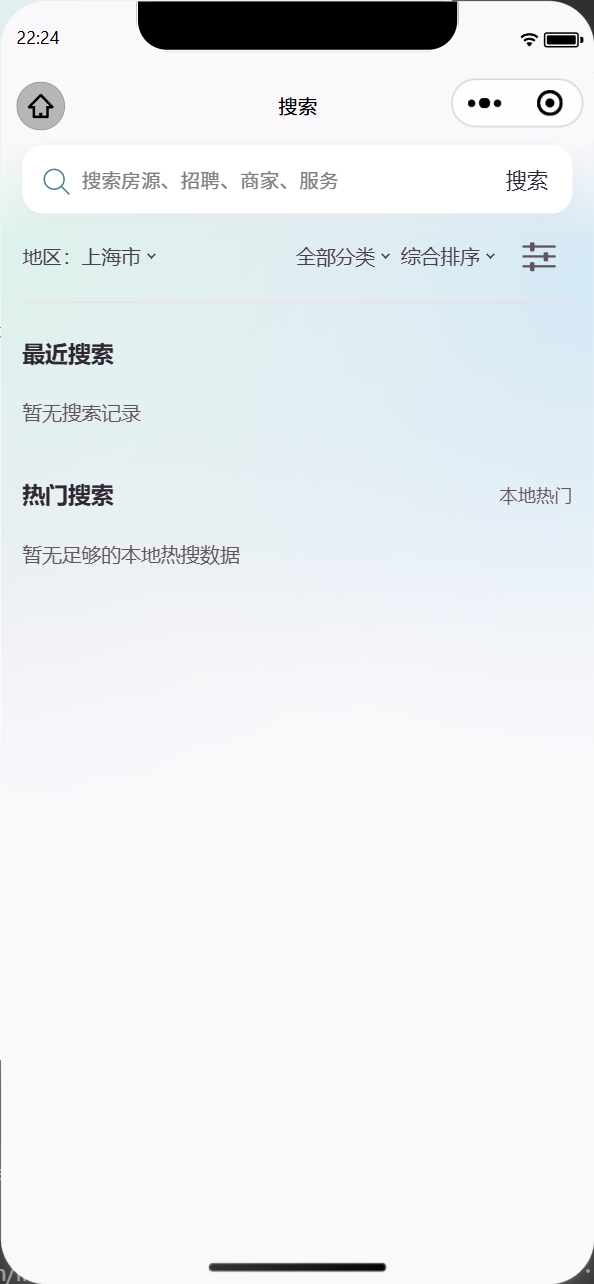 22:24
搜索
搜索房源、招聘、商家、服务 搜索
地区：上海市 全部分类 综合排序
最近搜索
暂无搜索记录
热门搜索 本地热门
暂无足够的本地热搜数据